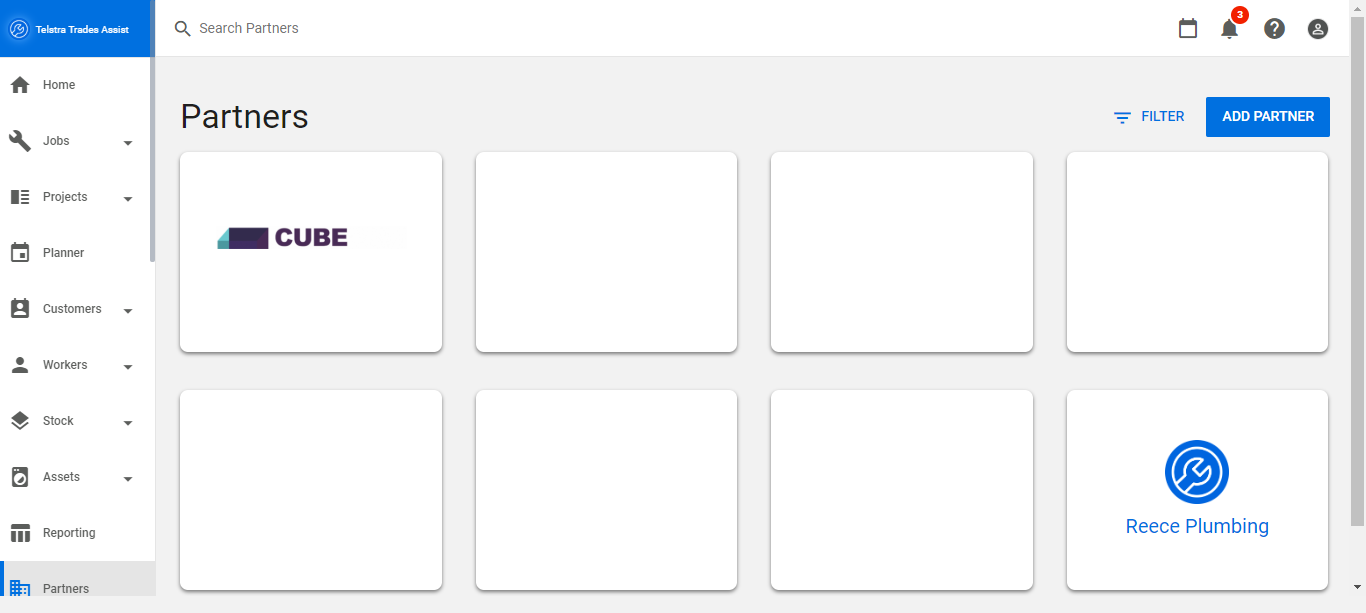 Telstra Trades Assist
Search Partners
3
Home
Jobs
Projects
Planner
Customers
Workers
Stock
Assets
Reporting
Partners
Partners
FILTER
ADD PARTNER
CUBE
Reece Plumbing